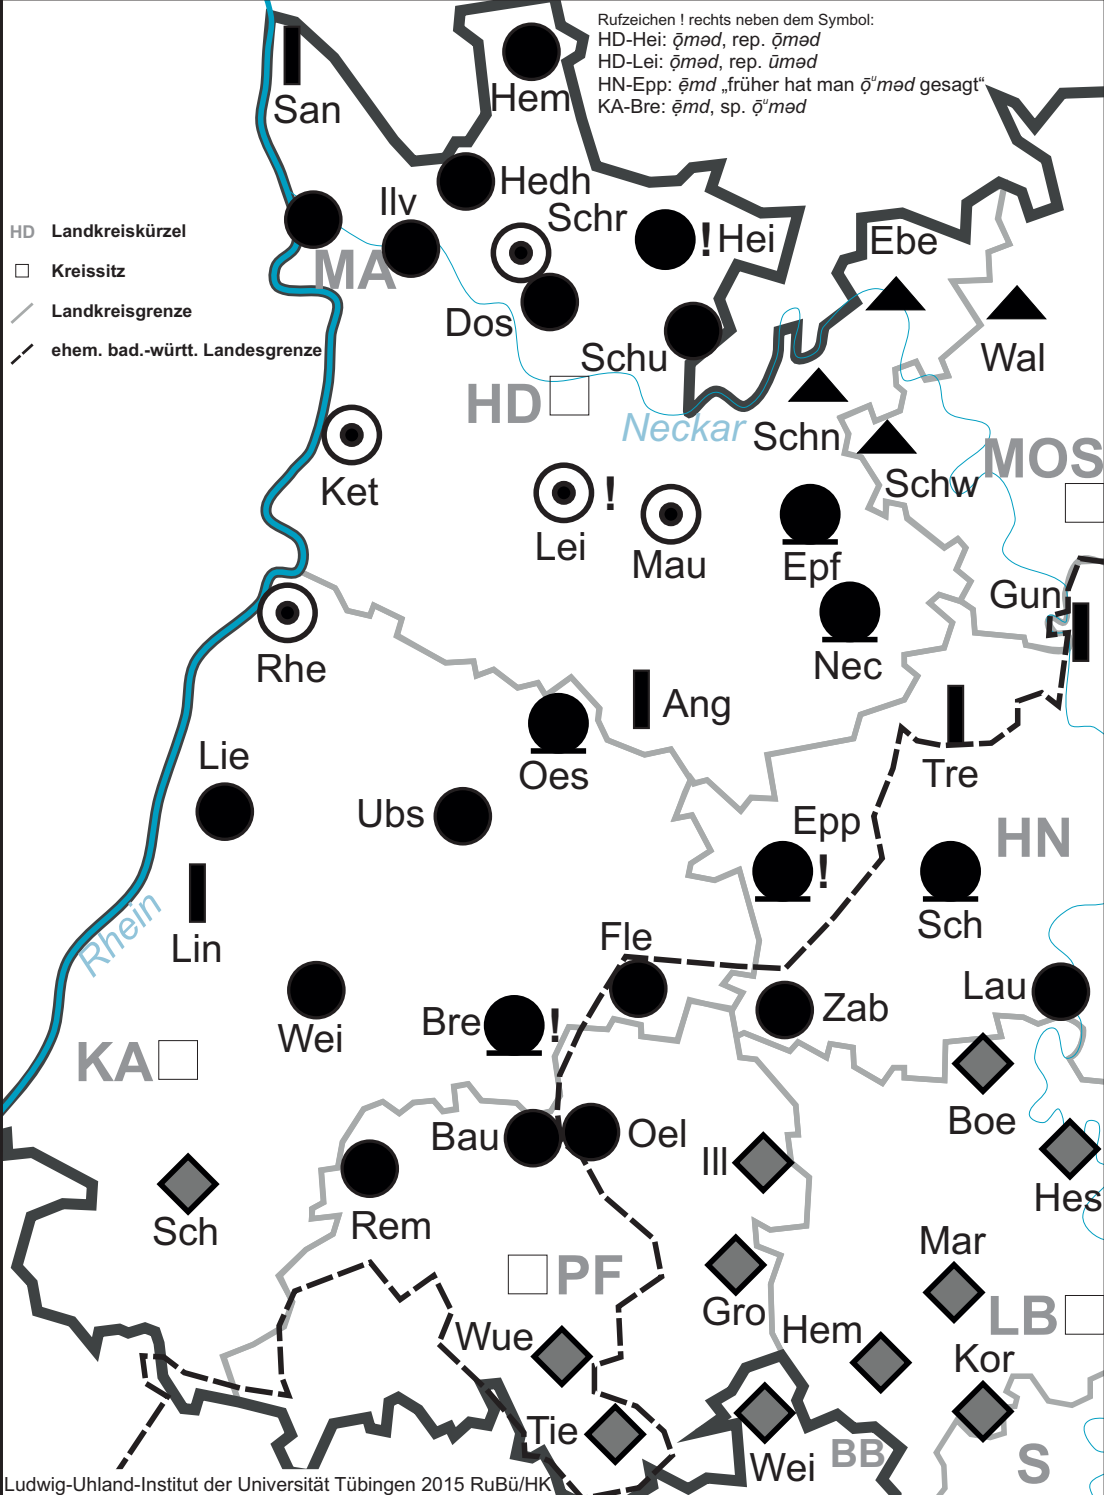 Rufzeichen ! rechts neben dem Symbol:
HD-Hei: ǭməd, rep. ǭməd
HD-Lei: ǭməd, rep. ūməd
HN-Epp: ę̄md „früher hat man ǭᵘməd gesagt“
KA-Bre: ę̄md, sp. ǭᵘməd
San
Hem
Hedh
Ilv
Schr
! Hei
Ebe
MA
HD Landkreiskürzel
Kreissitz
Landkreisgrenze
ehem. bad.-württ. Landesgrenze
Dos
Schu
Wal
HD
Neckar
Schn
MOS
Schw
Ket
!
Lei
Mau
Epf
Gun
Rhe
Nec
Ang
Lie
Oes
Tre
Ubs
Epp
HN
!
Rhein
Lin
Sch
Fle
Lau
Zab
Bre !
Wei
KA
Boe
Bau
Oel
Ill
Hes
Sch
Rem
Mar
PF
Gro
LB
Wue
Hem
Kor
Tie
BB
Wei
S
Ludwig-Uhland-Institut der Universität Tübingen 2015 RuBü/HK